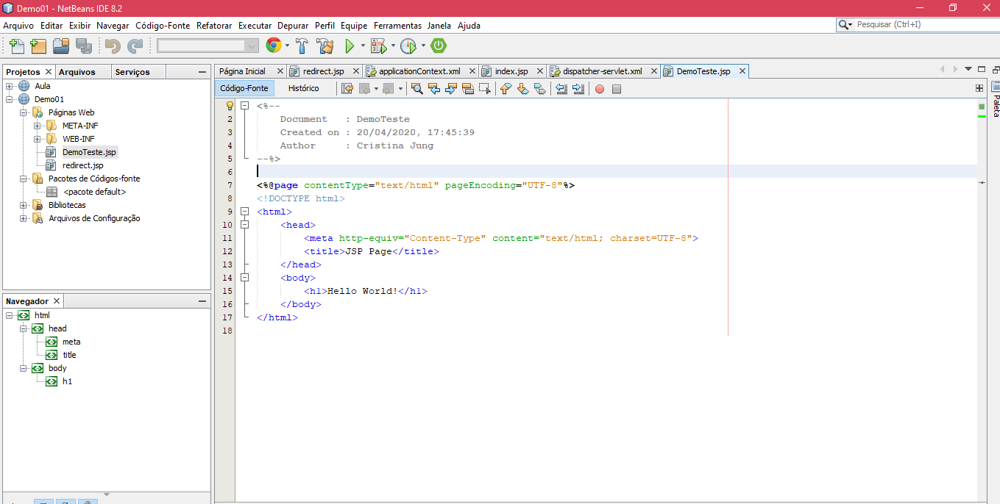 Demo01 - NetBeans IDE 8.2
Arquivo Editar Exibir Navegar Código-Fonte Refatorar Executar Depurar Perfil Equipe Ferramentas Janela Ajuda
Pesquisar (Ctrl+I)
Projetos Arquivos Serviços
Aula
Demo01
Páginas Web
META-INF
WEB-INF
DemoTeste.jsp
redirect.jsp
Pacotes de Códigos-fonte
<pacote default>
Bibliotecas
Arquivos de Configuração
Navegador
html
head
meta
title
body
h1
Página Inicial redirect.jsp applicationContext.xml index.jsp dispatcher-servlet.xml DemoTeste.jsp
Código-Fonte Histórico
<%--
2 Document : DemoTeste
3 Created on : 20/04/2020, 17:45:39
4 Author : Cristina Jung
5 --%>
6
7 <%@page contentType="text/html" pageEncoding="UTF-8"%>
8 <!DOCTYPE html>
9 <html>
10 <head>
11 <meta http-equiv="Content-Type" content="text/html; charset=UTF-8">
12 <title>JSP Page</title>
13 </head>
14 <body>
15 <h1>Hello World!</h1>
16 </body>
17 </html>
18
Paleta